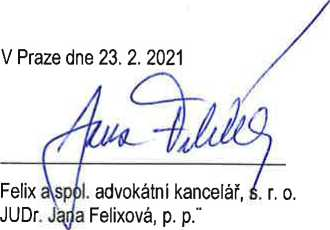 V Praze dne 23. 2. 2021
Felix a spol. advokátní kancelář, s. r. o.
JUDr. Jana Felixová, p. p.¨